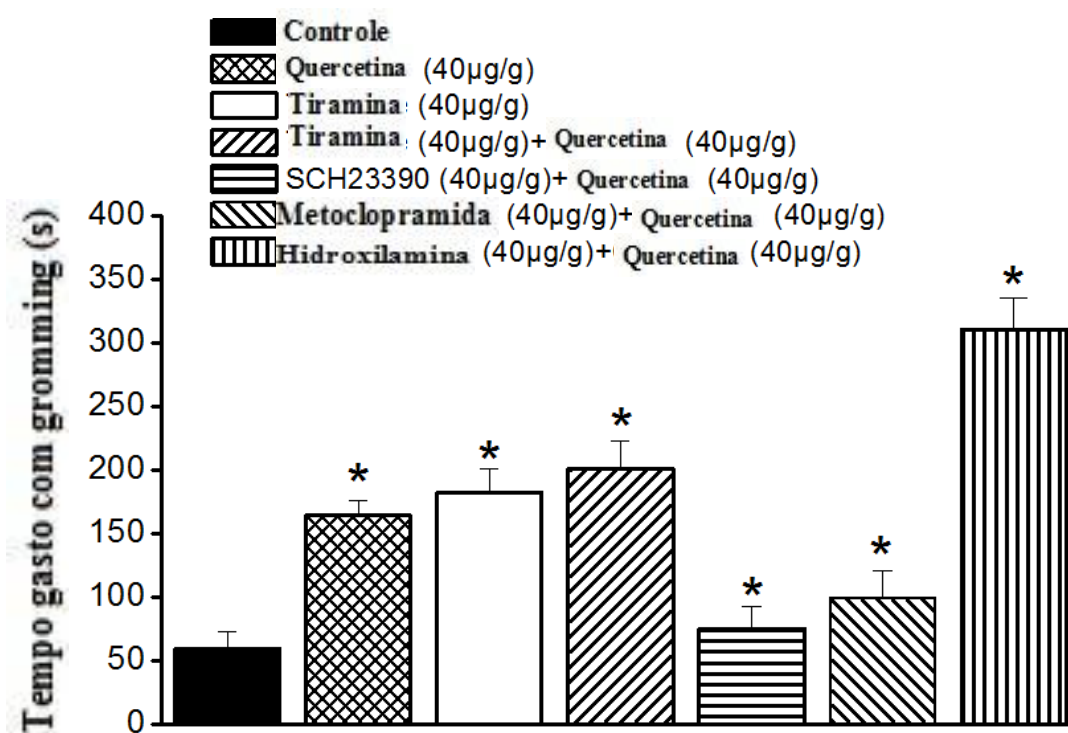 Controle
Quercetina (40µg/g)
Tiramina (40µg/g)
Tiramina (40µg/g)+ Quercetina (40µg/g)
SCH23390 (40µg/g)+ Quercetina (40µg/g)
Metoclopramida (40µg/g)+ Quercetina (40µg/g)
Hidroxilamina (40µg/g)+ Quercetina (40µg/g)
Tempo gasto com gromming (s)
400
350
300
250
200
150
100
50
0
*
*
*
*
*
*